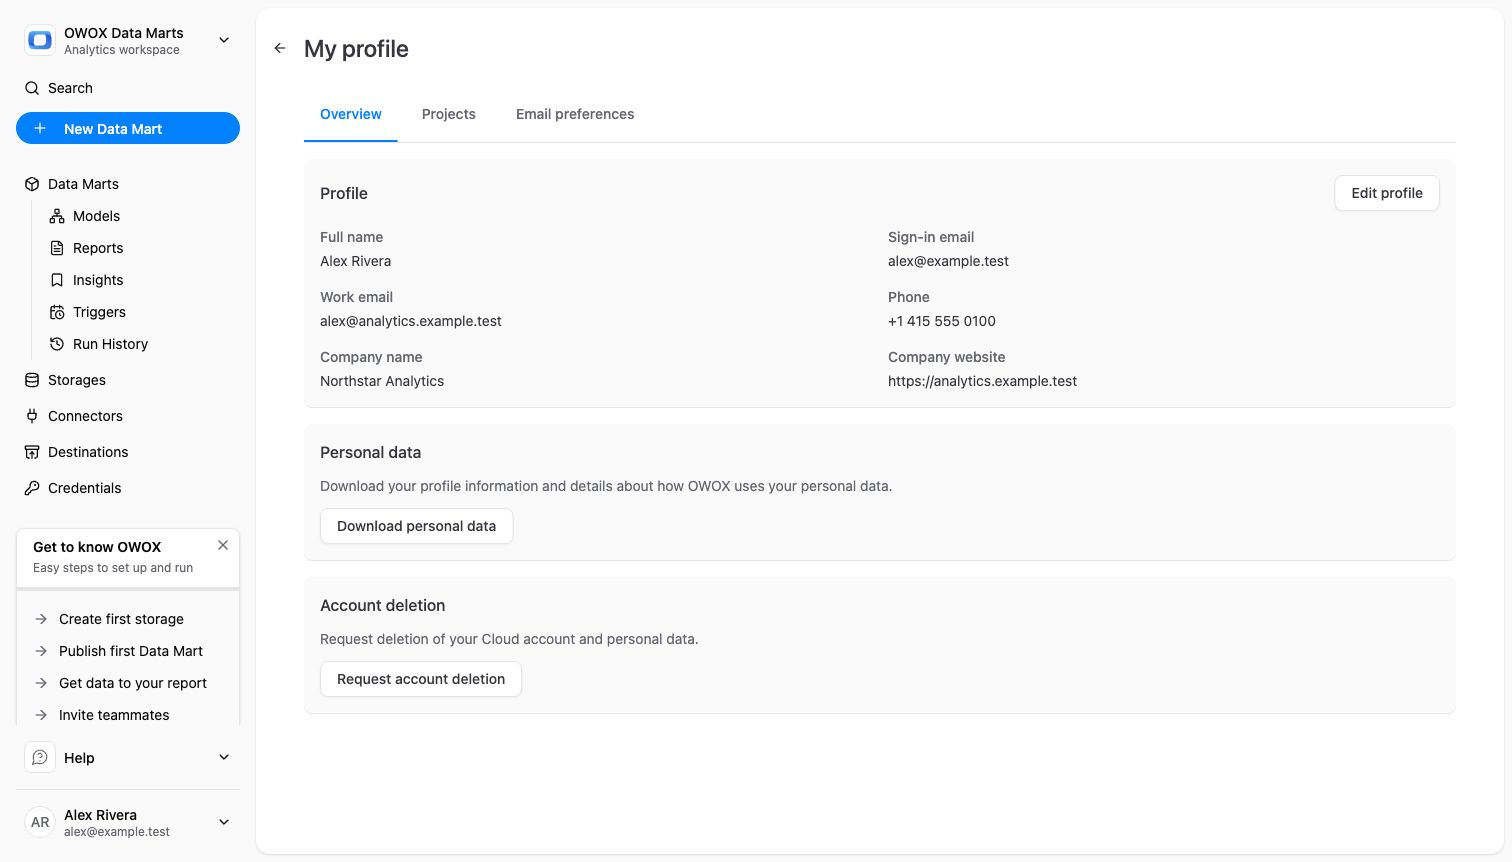 OWOX Data Marts
Analytics workspace
Search
New Data Mart
Data Marts
Models
Reports
Insights
Triggers
Run History
Storages
Connectors
Destinations
Credentials
Get to know OWOX
Easy steps to set up and run
Create first storage
Publish first Data Mart
Get data to your report
Invite teammates
Help
AR
Alex Rivera
alex@example.test
My profile
Overview
Projects
Email preferences
Profile
Edit profile
Full name
Alex Rivera
Sign-in email
alex@example.test
Work email
alex@analytics.example.test
Phone
+1 415 555 0100
Company name
Northstar Analytics
Company website
https://analytics.example.test
Personal data
Download your profile information and details about how OWOX uses your personal data.
Download personal data
Account deletion
Request deletion of your Cloud account and personal data.
Request account deletion